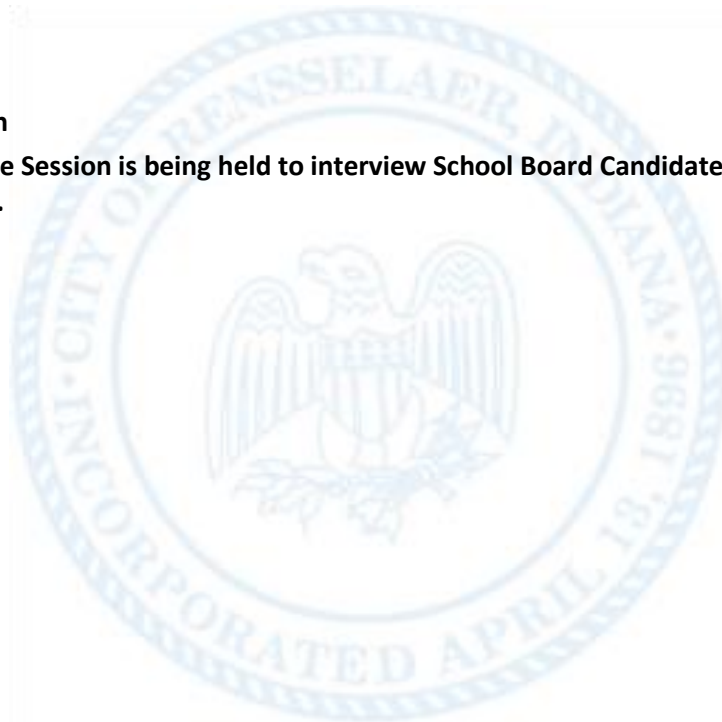 n
e Session is being held to interview School Board Candidate
.
CITY OF RENSSELAER, INDIANA • INCORPORATED APRIL 13, 1896 •